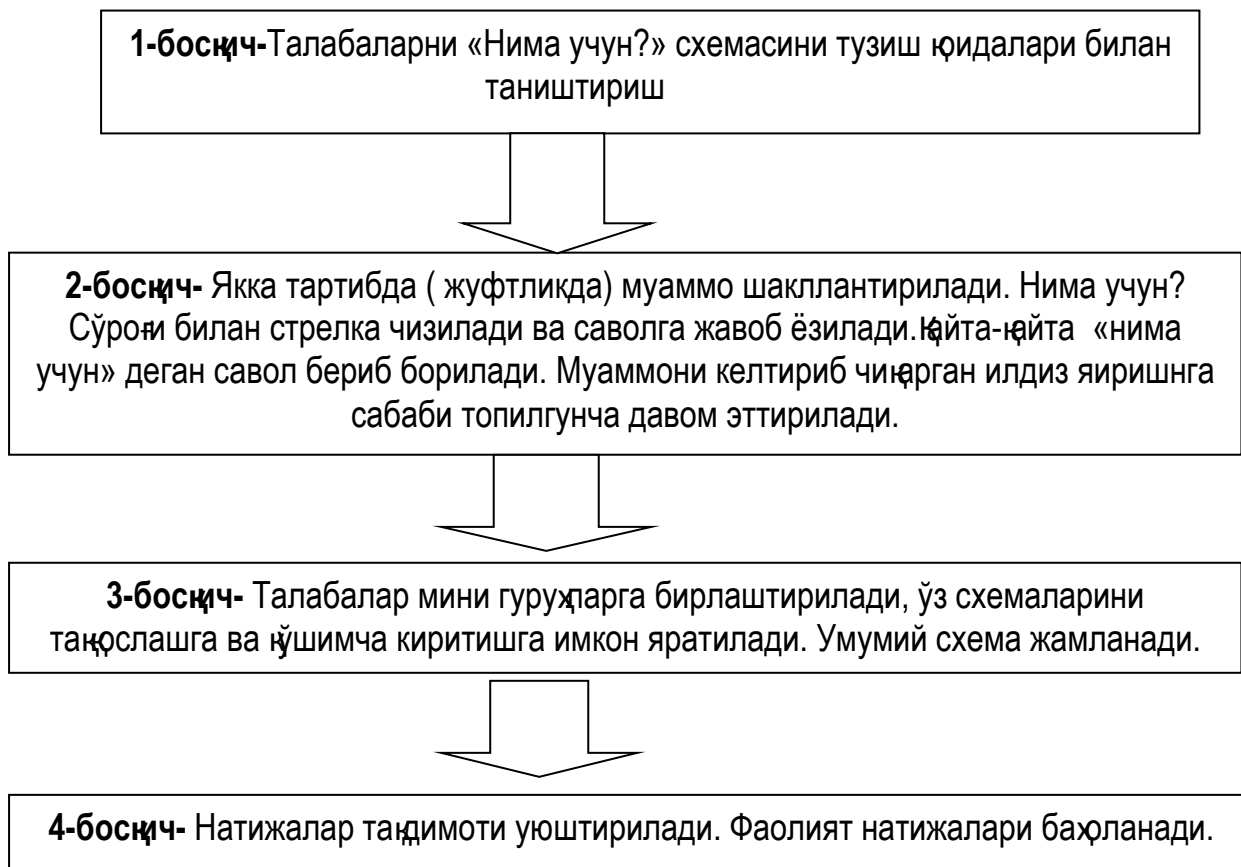 1-босқич-Талабаларни «Нима учун?» схемасини тузиш қоидалари билан
таништириш
2-босқич- Якка тартибда ( жуфтликда) муаммо шакллантирилади. Нима учун?
Сўроғи билан стрелка чизилади ва саволга жавоб ёзилади.Қайта-қайта «нима
учун» деган савол бериб борилади. Муаммони келтириб чиқарган илдиз яиришнга
сабаби топилгунча давом эттирилади.
3-босқич- Талабалар мини гуруҳларга бирлаштирилади, ўз схемаларини
таққослашга ва қўшимча киритишга имкон яратилади. Умумий схема жамланади.
4-босқич- Натижалар тақдимоти уюштирилади. Фаолият натижалари баҳоланади.